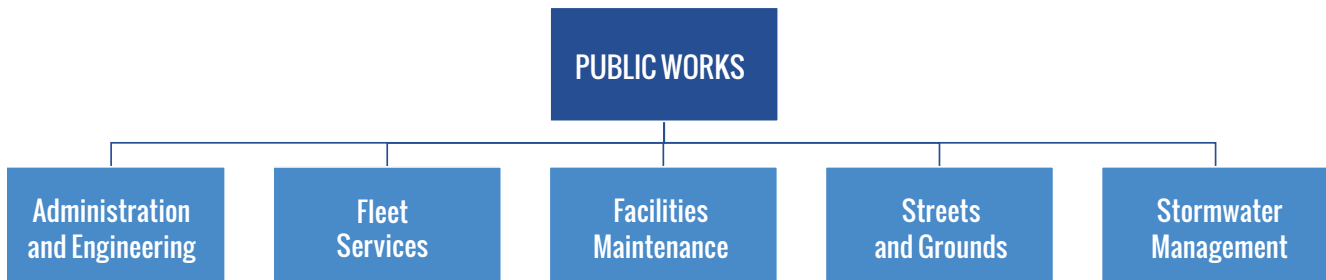 PUBLIC WORKS
Administration
and Engineering
Fleet
Services
Facilities
Maintenance
Streets
and Grounds
Stormwater
Management